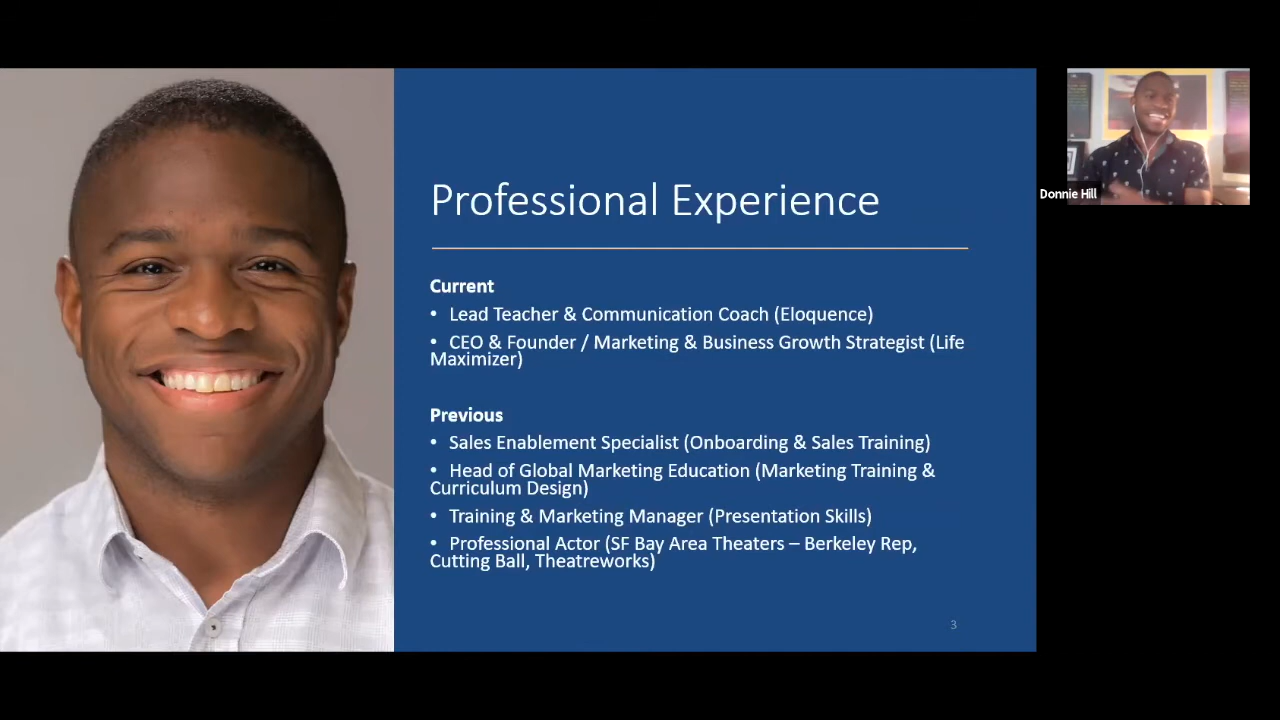 Professional Experience
Current
• Lead Teacher & Communication Coach (Eloquence)
• CEO & Founder / Marketing & Business Growth Strategist (Life
Maximizer)
Previous
• Sales Enablement Specialist (Onboarding & Sales Training)
• Head of Global Marketing Education (Marketing Training &
Curriculum Design)
• Training & Marketing Manager (Presentation Skills)
• Professional Actor (SF Bay Area Theaters – Berkeley Rep,
Cutting Ball, Theatreworks)
3
Donnie Hill